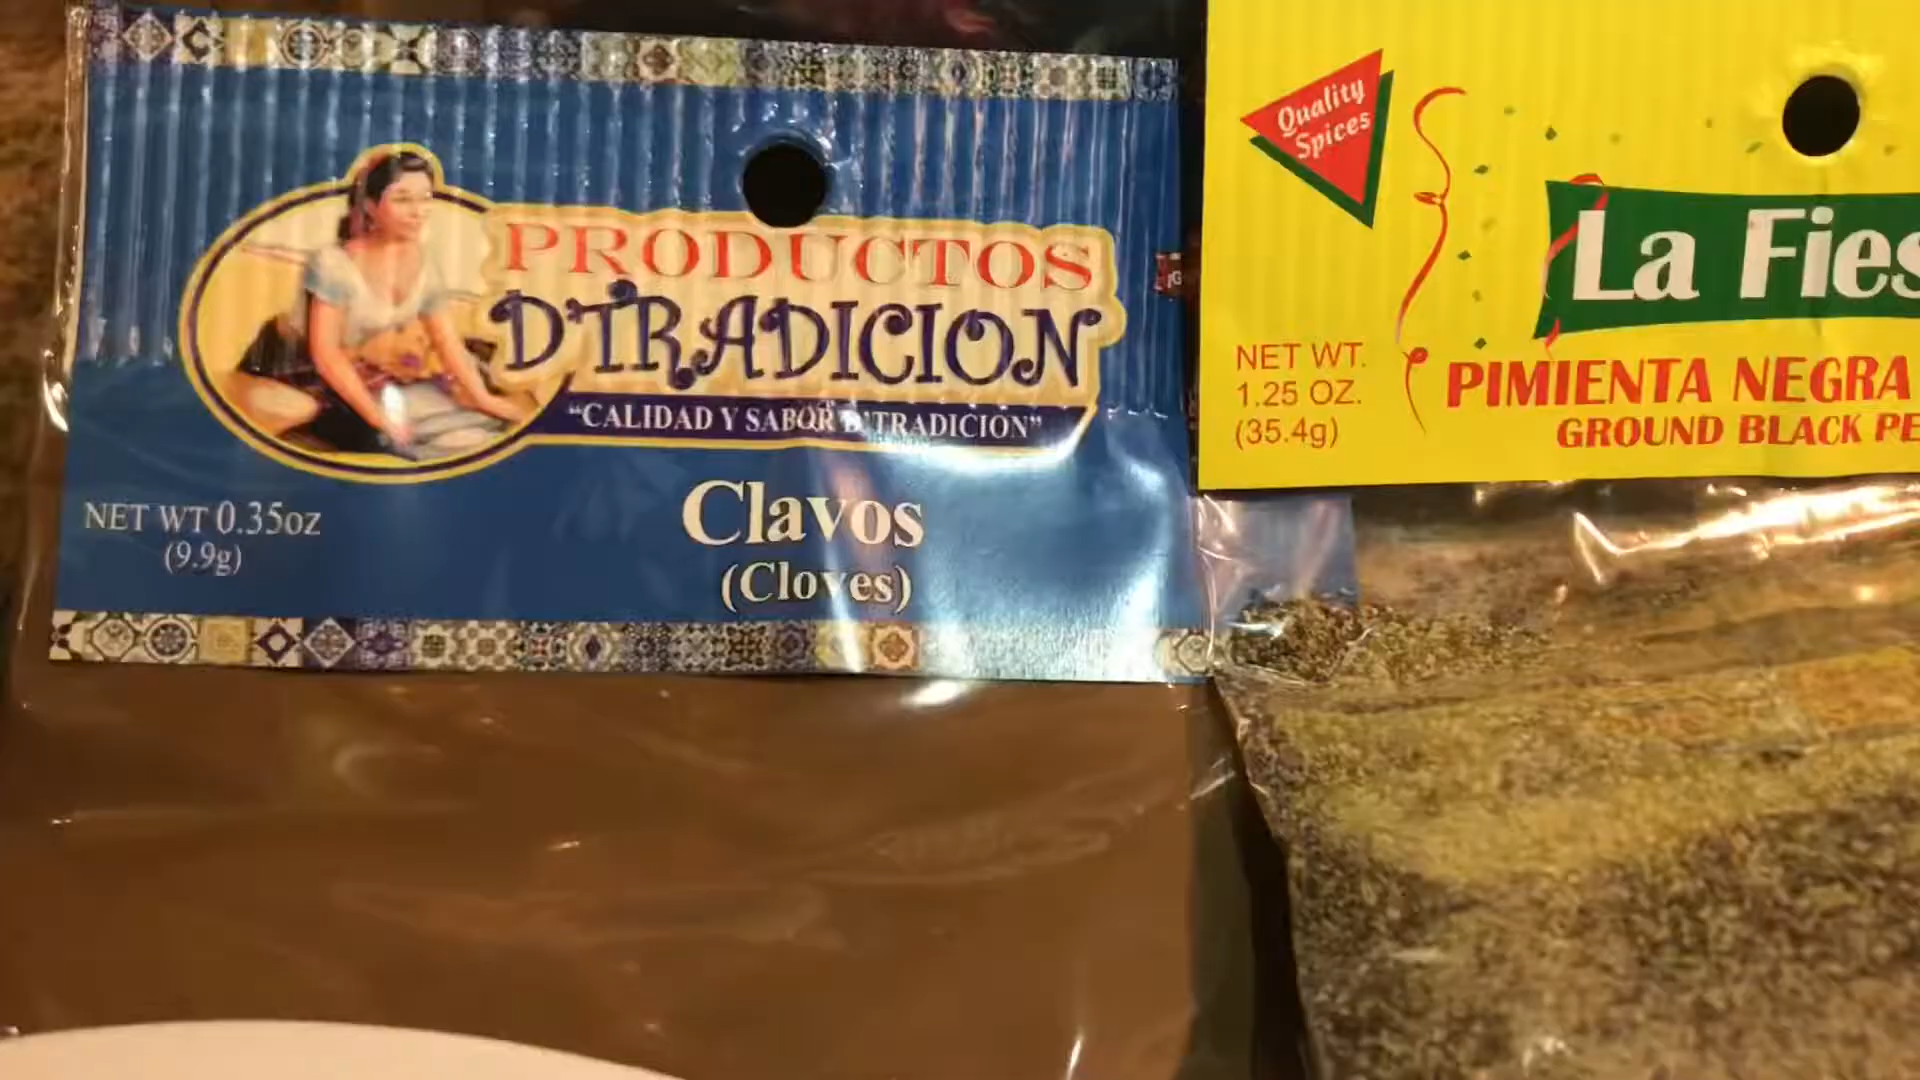 PRODUCTOS
D'TRADICION
"CALIDAD Y SABOR D'TRADICION"
Clavos
(Cloves)
NET WT 0.35oz
(9.9g)
Quality
Spices
La Fies
NET WT.
1.25 OZ.
(35.4g)
PIMIENTA NEGRA
GROUND BLACK PE